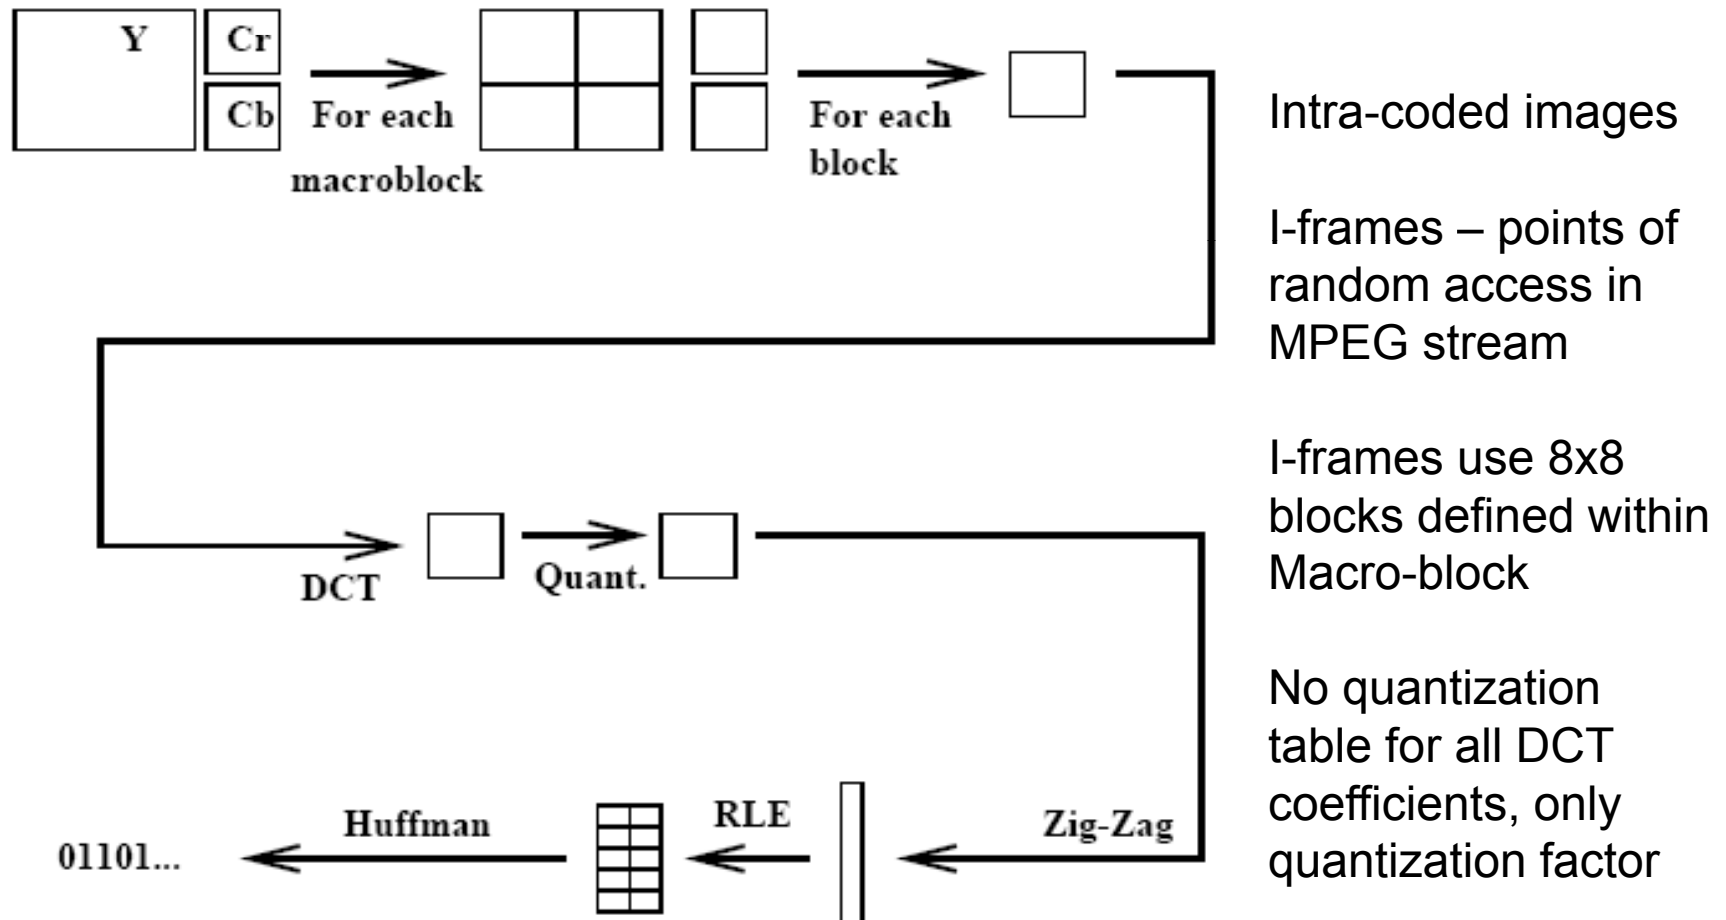 Y
Cr
Cb
For each
macroblock
For each
block
Intra-coded images
I-frames – points of
random access in
MPEG stream
I-frames use 8x8
blocks defined within
Macro-block
No quantization
table for all DCT
coefficients, only
quantization factor
DCT
Quant.
Zig-Zag
RLE
Huffman
01101...